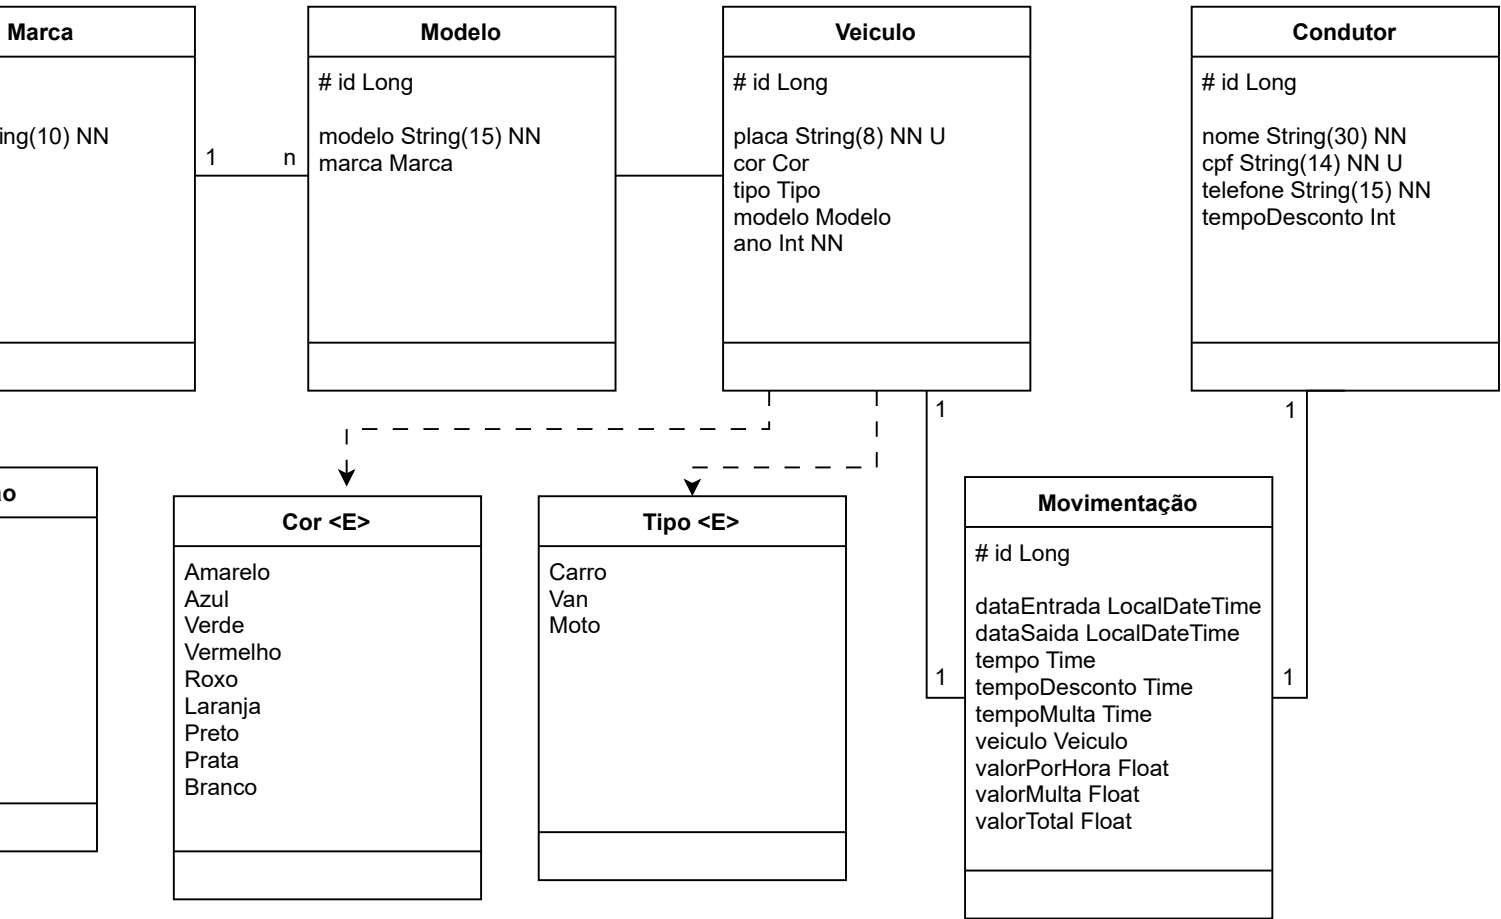 Marca
ing(10) NN
1
n
Modelo
# id Long
modelo String(15) NN
marca Marca
Veiculo
# id Long
placa String(8) NN U
cor Cor
tipo Tipo
modelo Modelo
ano Int NN
Condutor
# id Long
nome String(30) NN
cpf String(14) NN U
telefone String(15) NN
tempoDesconto Int
1
1
o
Cor <E>
Amarelo
Azul
Verde
Vermelho
Roxo
Laranja
Preto
Prata
Branco
Tipo <E>
Carro
Van
Moto
Movimentação
# id Long
dataEntrada LocalDateTime
dataSaida LocalDateTime
tempo Time
tempoDesconto Time
tempoMulta Time
veiculo Veiculo
valorPorHora Float
valorMulta Float
valorTotal Float
1
1